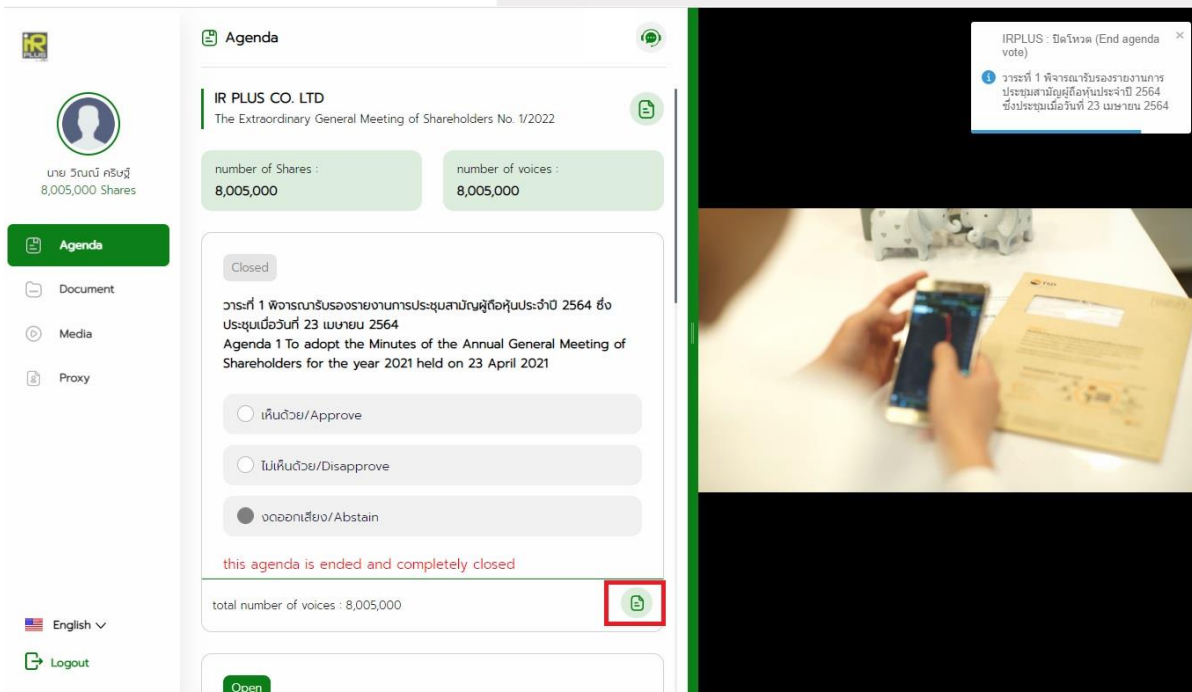 iR
PLUS
นาย วิณณ์ ศริษฐ์
8,005,000 Shares
Agenda
Document
Media
Proxy
English
Logout
Agenda
IR PLUS CO. LTD
The Extraordinary General Meeting of Shareholders No. 1/2022
number of Shares :
8,005,000
number of voices :
8,005,000
Closed
วาระที่ 1 พิจารณารับรองรายงานการประชุมสามัญผู้ถือหุ้นประจำปี 2564 ซึ่ง
ประชุมเมื่อวันที่ 23 เมษายน 2564
Agenda 1 To adopt the Minutes of the Annual General Meeting of
Shareholders for the year 2021 held on 23 April 2021
เห็นด้วย/Approve
ไม่เห็นด้วย/Disapprove
งดออกเสียง/Abstain
this agenda is ended and completely closed
total number of voices : 8,005,000
Open
IRPLUS : ปิดโหวต (End agenda
vote)
วาระที่ 1 พิจารณารับรองรายงานการ
ประชุมสามัญผู้ถือหุ้นประจำปี 2564
ซึ่งประชุมเมื่อวันที่ 23 เมษายน 2564